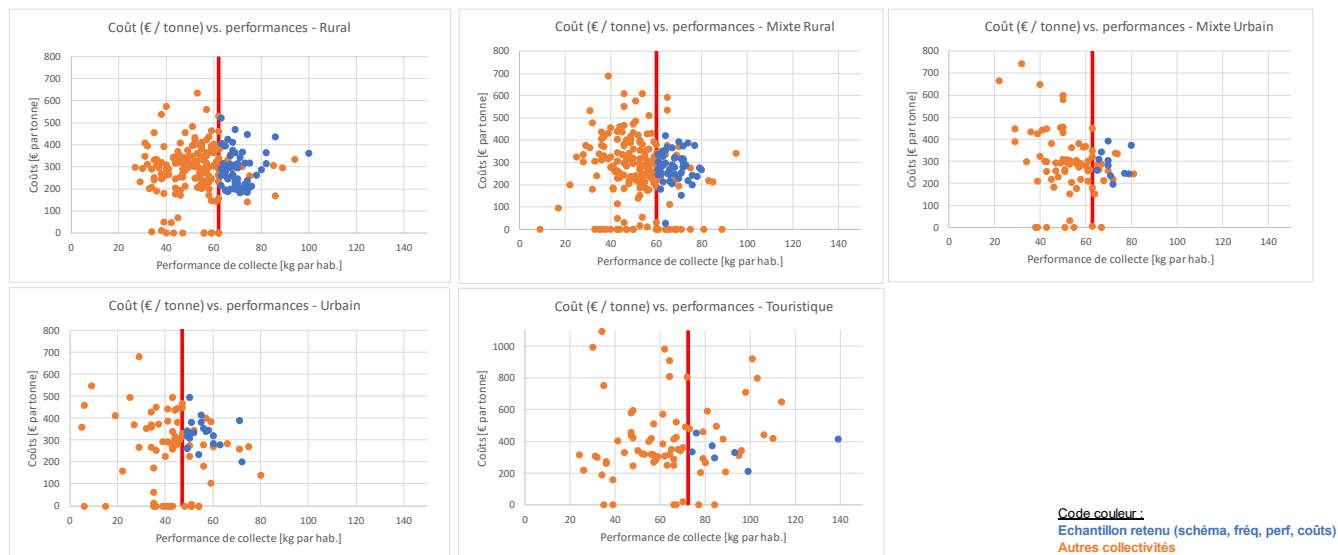 Coût (€ / tonne) vs. performances - Rural
Coûts [€ par tonne]
800
700
600
500
400
300
200
100
0
0 20 40 60 80 100 120 140
Performance de collecte [kg par hab.]
Coût (€ / tonne) vs. performances - Mixte Rural
Coûts [€ par tonne]
800
700
600
500
400
300
200
100
0
0 20 40 60 80 100 120 140
Performance de collecte [kg par hab.]
Coût (€ / tonne) vs. performances - Mixte Urbain
Coûts [€ par tonne]
800
700
600
500
400
300
200
100
0
0 20 40 60 80 100 120 140
Performance de collecte [kg par hab.]
Coût (€ / tonne) vs. performances - Urbain
Coûts [€ par tonne]
800
700
600
500
400
300
200
100
0
0 20 40 60 80 100 120 140
Performance de collecte [kg par hab.]
Coût (€ / tonne) vs. performances - Touristique
Coûts [€ par tonne]
1000
800
600
400
200
0
0 20 40 60 80 100 120 140
Performance de collecte [kg par hab.]
Code couleur :
Echantillon retenu (schéma, fréq, perf, coûts)
Autres collectivités